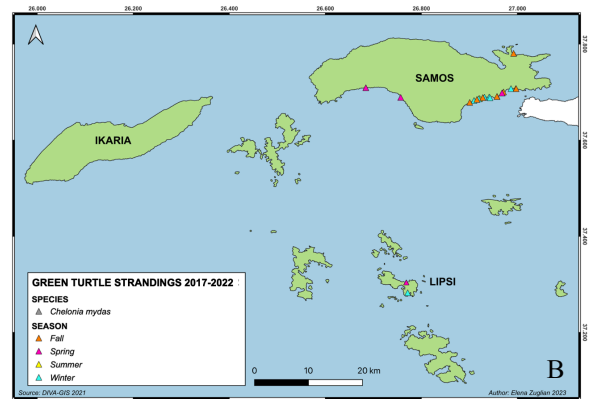 26.000 26.200 26.400 26.600 26.800 27.000
37.800
SAMOS
IKARIA
37.600
37.400
LIPSI
GREEN TURTLE STRANDINGS 2017-2022 :
SPECIES
Chelonia mydas
SEASON
Fall
Spring
Summer
Winter
37.200
0 10 20 km
B
Source: DIVA-GIS 2021
Author: Elena Zuglian 2023